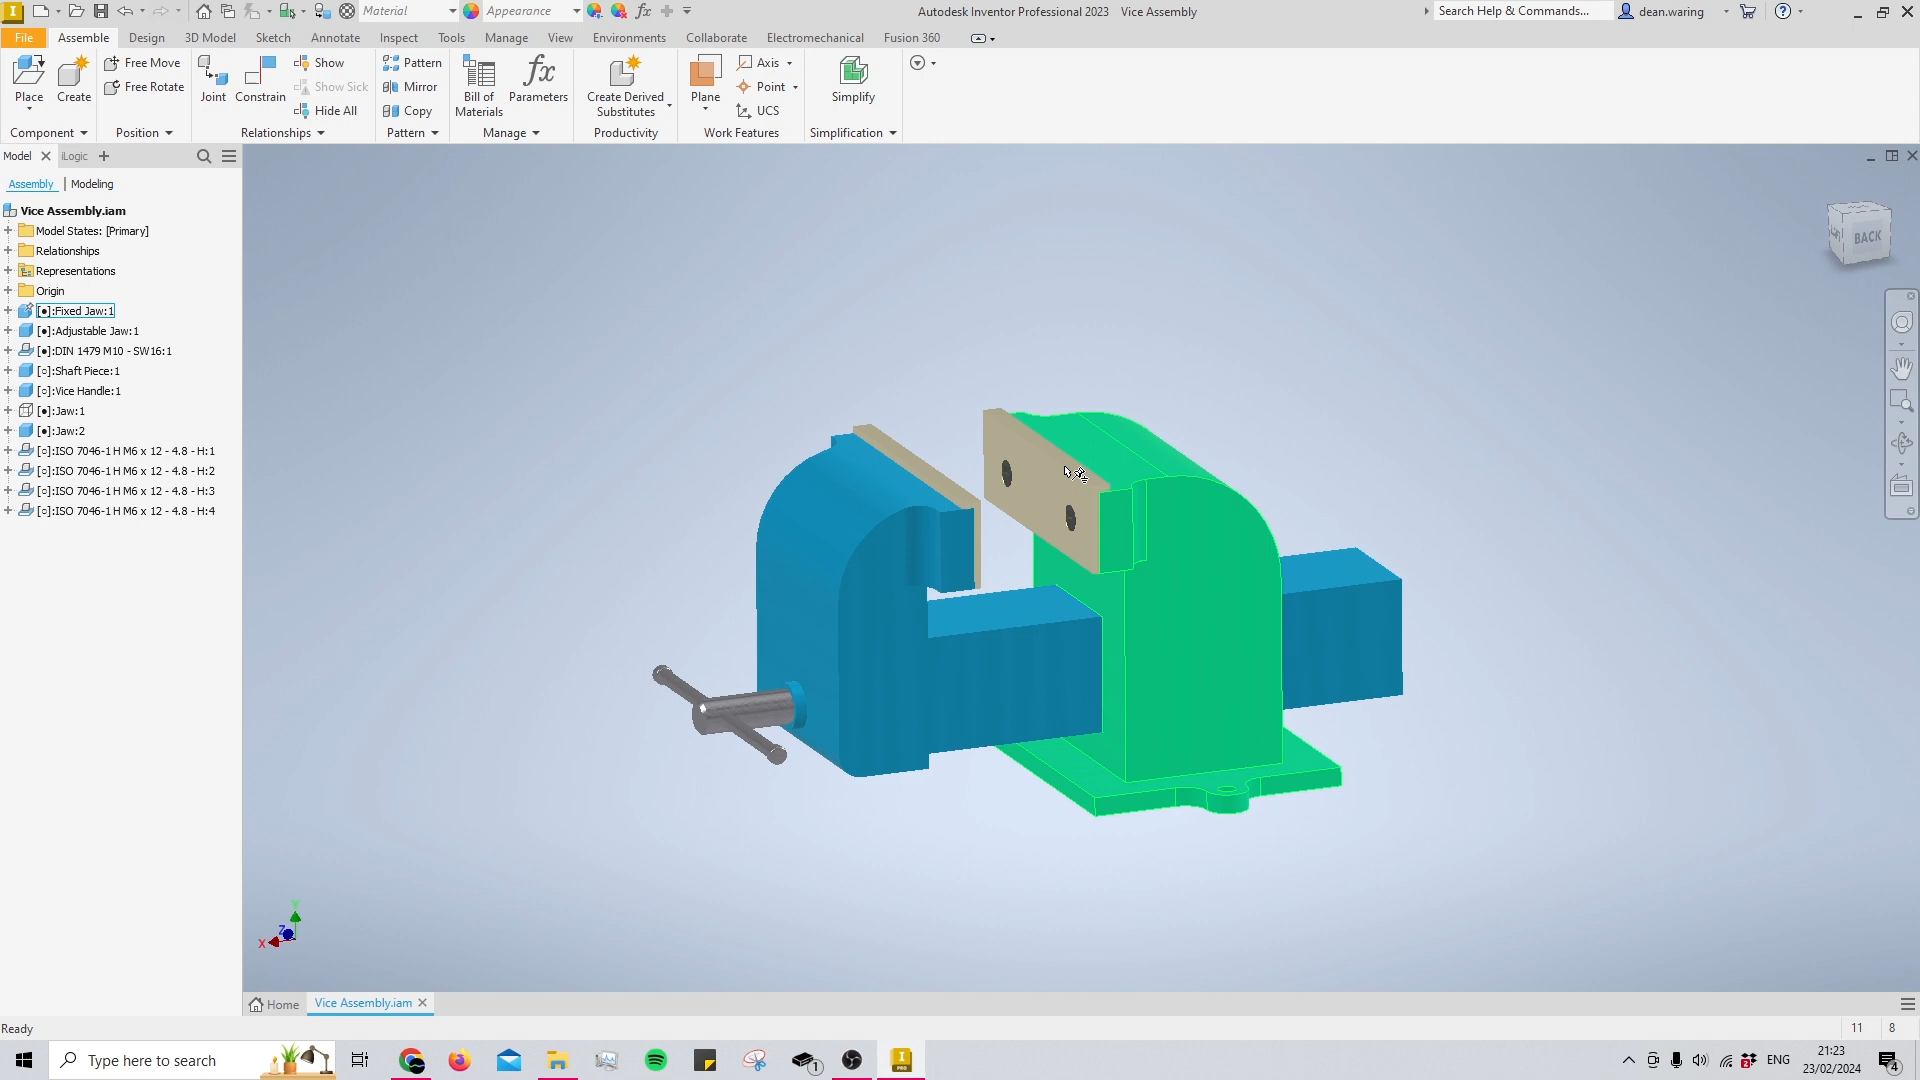 Material
Appearance
fx
Autodesk Inventor Professional 2023 Vice Assembly
Search Help & Commands...
dean.waring
File Assemble Design 3D Model Sketch Annotate Inspect Tools Manage View Environments Collaborate Electromechanical Fusion 360
Place Create
Component
Free Move
Free Rotate
Position
Joint Constrain
Show
Show Sick
Hide All
Relationships
Pattern
Mirror
Copy
Pattern
Bill of Materials
fx
Parameters
Manage
Create Derived Substitutes
Productivity
Plane
Axis
Point
UCS
Work Features
Simplify
Simplification
Model iLogic
Assembly Modeling
Vice Assembly.iam
Model States: [Primary]
Relationships
Representations
Origin
[●]:Fixed Jaw:1
[●]:Adjustable Jaw:1
[●]:DIN 1479 M10 - SW16:1
[○]:Shaft Piece:1
[○]:Vice Handle:1
[●]:Jaw:1
[●]:Jaw:2
[○]:ISO 7046-1 H M6 x 12 - 4.8 - H:1
[○]:ISO 7046-1 H M6 x 12 - 4.8 - H:2
[○]:ISO 7046-1 H M6 x 12 - 4.8 - H:3
[○]:ISO 7046-1 H M6 x 12 - 4.8 - H:4
BACK
Y
Z
X
Home Vice Assembly.iam
Ready
11 8
Type here to search
1
PRO
2
ENG
21:23
23/02/2024
4